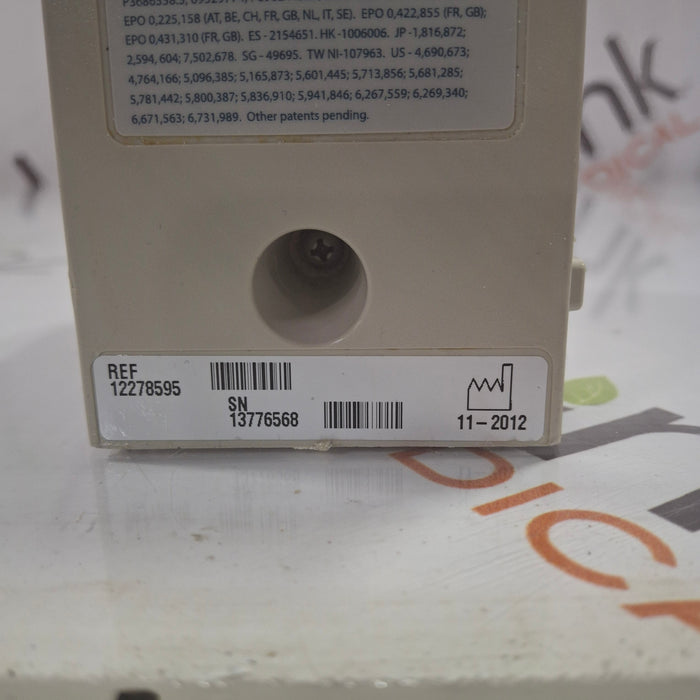 EPO 0,225,158 (AT, BE, CH, FR, GB, NL, IT, SE). EPO 0,422,855 (FR, GB);
EPO 0,431,310 (FR, GB). ES - 2154651. HK - 1006006. JP - 1,816,872;
2,594,604; 7,502,678. SG - 49695. TW NI-107963. US - 4,690,673;
4,764,166; 5,096,385; 5,165,873; 5,601,445; 5,713,856; 5,681,285;
5,781,442; 5,800,387; 5,836,910; 5,941,846; 6,267,559; 6,269,340;
6,671,563; 6,731,989. Other patents pending.
nk
DICAL
REF
12278595
SN
13776568
11-2012
DICA